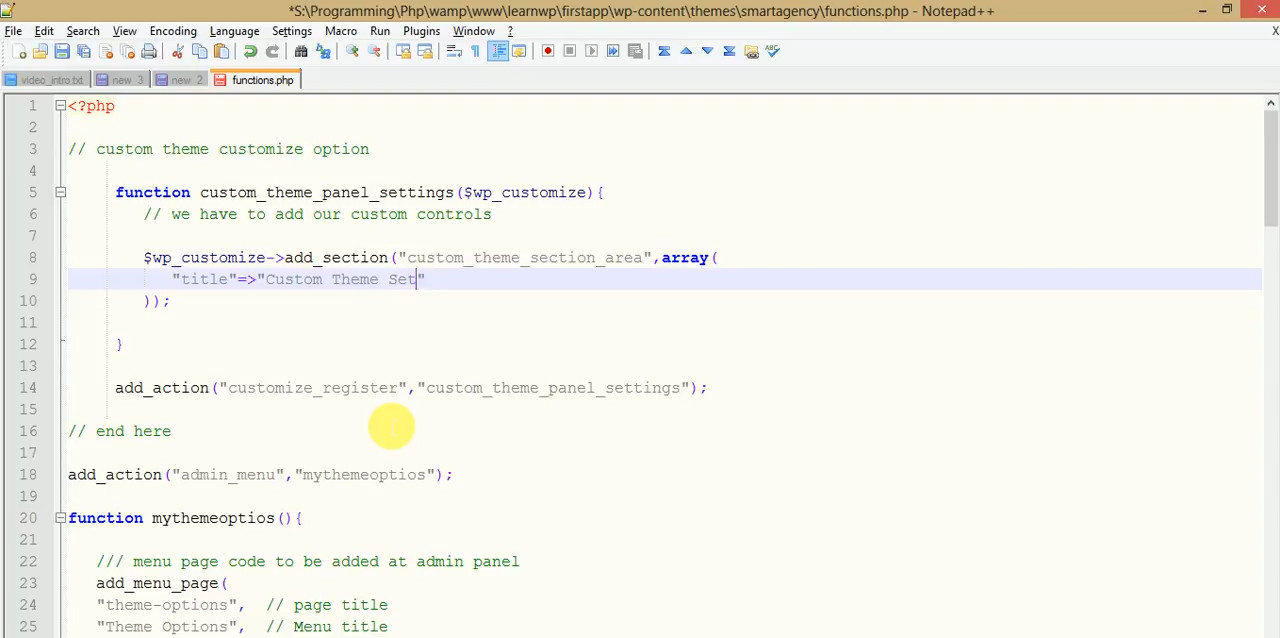 *S:\Programming\Php\wamp\www\learnwp\firstapp\wp-content\themes\smartagency\functions.php - Notepad++
File Edit Search View Encoding Language Settings Macro Run Plugins Window ? X
video_intro.txt new 3 new 2 functions.php
1 <?php
2
3 // custom theme customize option
4
5 function custom_theme_panel_settings($wp_customize){
6 // we have to add our custom controls
7
8 $wp_customize->add_section("custom_theme_section_area",array(
9 "title"=>"Custom Theme Set"
10 ));
11
12 }
13
14 add_action("customize_register","custom_theme_panel_settings");
15
16 // end here
17
18 add_action("admin_menu","mythemeoptios");
19
20 function mythemeoptios(){
21
22 /// menu page code to be added at admin panel
23 add_menu_page(
24 "theme-options", // page title
25 "Theme Options", // Menu title